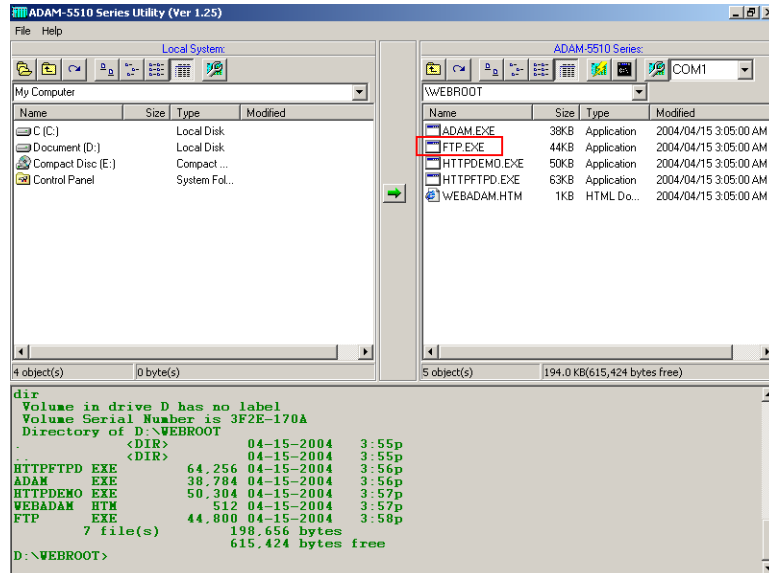 ADAM-5510 Series Utility (Ver 1.25)
File Help
Local System:
ADAM-5510 Series:
COM1
My Computer
\WEBROOT
Name Size Type Modified
C (C:) Local Disk
Document (D:) Local Disk
Compact Disc (E:) Compact ...
Control Panel System Fol...
Name Size Type Modified
ADAM.EXE 38KB Application 2004/04/15 3:05:00 AM
FTP.EXE 44KB Application 2004/04/15 3:05:00 AM
HTTPDEMO.EXE 50KB Application 2004/04/15 3:05:00 AM
HTTPFTPD.EXE 63KB Application 2004/04/15 3:05:00 AM
WEBADAM.HTM 1KB HTML Do... 2004/04/15 3:05:00 AM
4 object(s) 0 byte(s)
5 object(s) 194.0 KB(615,424 bytes free)
dir
Volume in drive D has no label
Volume Serial Number is 3F2E-170A
Directory of D:\WEBROOT
. <DIR> 04-15-2004 3:55p
.. <DIR> 04-15-2004 3:55p
HTTPFTPD EXE 64,256 04-15-2004 3:56p
ADAM EXE 38,784 04-15-2004 3:56p
HTTPDEMO EXE 50,304 04-15-2004 3:57p
WEBADAM HTM 512 04-15-2004 3:57p
FTP EXE 44,800 04-15-2004 3:58p
7 file(s) 198,656 bytes
615,424 bytes free
D:\WEBROOT>